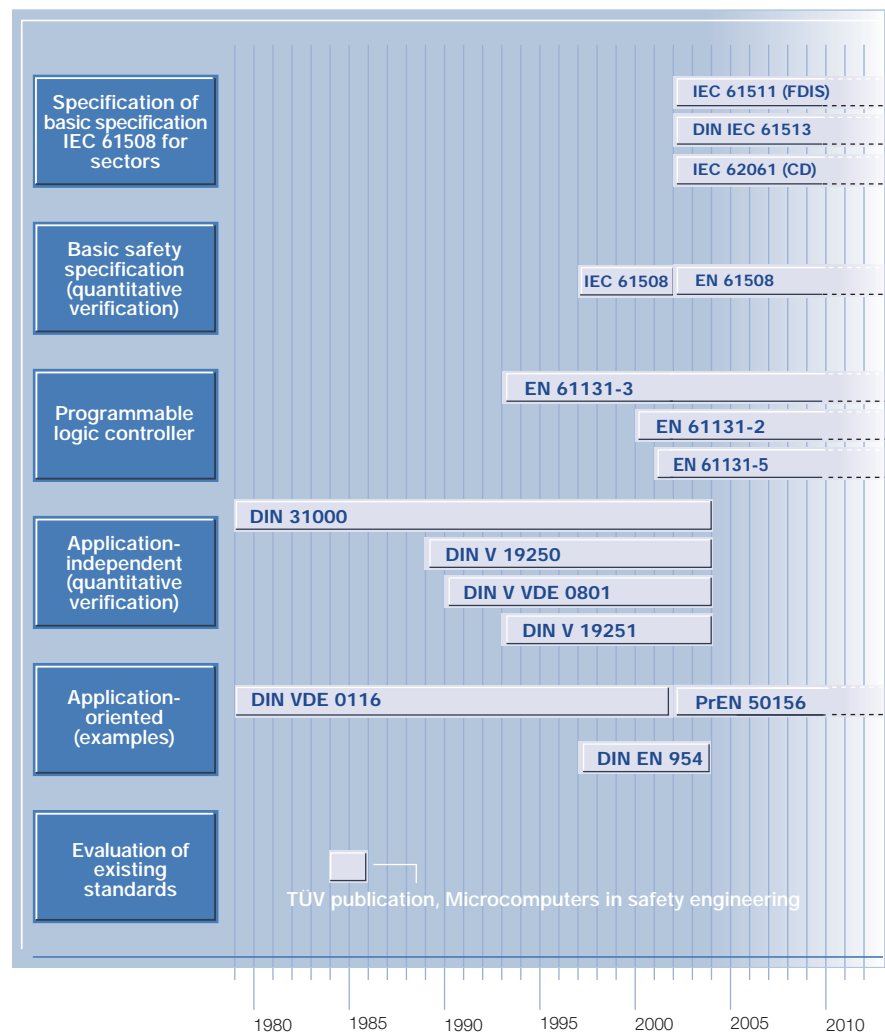 Specification of
basic specification
IEC 61508 for
sectors
IEC 61511 (FDIS)
DIN IEC 61513
IEC 62061 (CD)
Basic safety
specification
(quantitative
verification)
IEC 61508
EN 61508
Programmable
logic controller
EN 61131-3
EN 61131-2
EN 61131-5
Application-
independent
(quantitative
verification)
DIN 31000
DIN V 19250
DIN V VDE 0801
DIN V 19251
Application-
oriented
(examples)
DIN VDE 0116
PrEN 50156
DIN EN 954
Evaluation of
existing
standards
TÜV publication, Microcomputers in safety engineering
1980 1985 1990 1995 2000 2005 2010